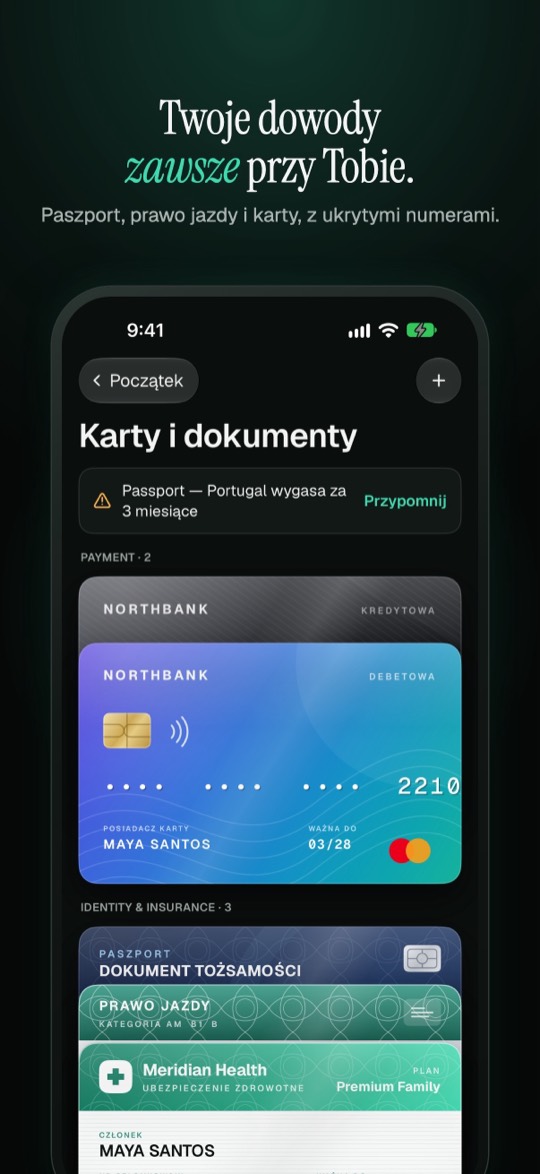 Twoje dowody
zawsze przy Tobie.
Paszport, prawo jazdy i karty, z ukrytymi numerami.
9:41
Początek
+
Karty i dokumenty
Passport — Portugal wygasa za
3 miesiące
Przypomnij
PAYMENT · 2
NORTHBANK KREDYTOWA
NORTHBANK DEBETOWA
•••• •••• •••• 2210
POSIADACZ KARTY WAŻNA DO
MAYA SANTOS 03/28
IDENTITY & INSURANCE · 3
PASZPORT
DOKUMENT TOŻSAMOŚCI
PRAWO JAZDY
KATEGORIA AM B1 B
Meridian Health PLAN
UBEZPIECZENIE ZDROWOTNE Premium Family
CZŁONEK
MAYA SANTOS